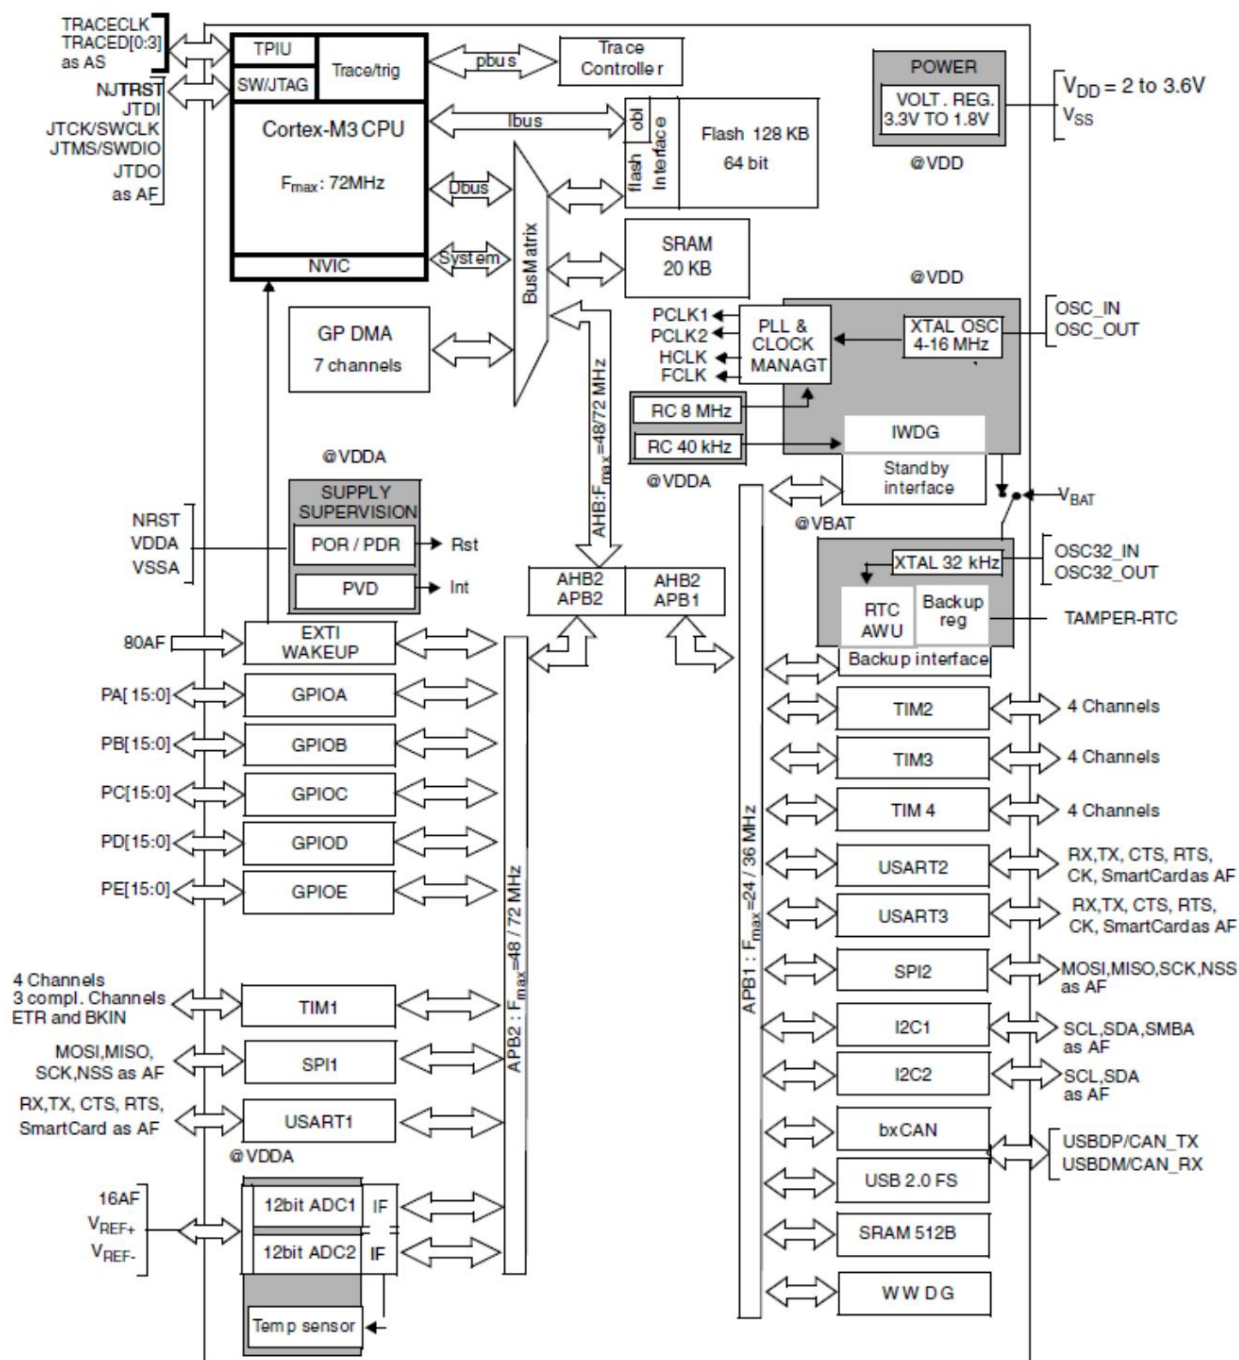 TRACECLK
TRACED[0:3]
as AS
NJTRST
JTDI
JTCK/SWCLK
JTMS/SWDIO
JTDO
as AF
TPIU
SW/JTAG
Trace/trig
Cortex-M3 CPU
Fmax: 72MHz
NVIC
pbus
Trace
Controller
Ibus
Dbus
System
BusMatrix
flash obl
Interface
Flash 128 KB
64 bit
SRAM
20 KB
GP DMA
7 channels
AHB:Fmax=48/72 MHz
POWER
VOLT. REG.
3.3V TO 1.8V
@VDD
VDD = 2 to 3.6V
VSS
@VDD
PCLK1
PCLK2
HCLK
FCLK
PLL &
CLOCK
MANAGT
XTAL OSC
4-16 MHz
OSC_IN
OSC_OUT
RC 8 MHz
RC 40 kHz
@VDDA
IWDG
Standby
interface
VBAT
@VBAT
XTAL 32 kHz
OSC32_IN
OSC32_OUT
RTC
AWU
Backup
reg
TAMPER-RTC
Backup interface
@VDDA
SUPPLY
SUPERVISION
POR / PDR
PVD
Rst
Int
NRST
VDDA
VSSA
AHB2
APB2
AHB2
APB1
80AF
EXTI
WAKEUP
PA[15:0]
GPIOA
PB[15:0]
GPIOB
PC[15:0]
GPIOC
PD[15:0]
GPIOD
PE[15:0]
GPIOE
4 Channels
3 compl. Channels
ETR and BKIN
TIM1
MOSI,MISO,
SCK,NSS as AF
SPI1
RX,TX, CTS, RTS,
SmartCard as AF
USART1
@VDDA
16AF
VREF+
VREF-
12bit ADC1 IF
12bit ADC2 IF
Temp sensor
APB2 : Fmax=48 / 72 MHz
APB1 : Fmax=24 / 36 MHz
TIM2
4 Channels
TIM3
4 Channels
TIM 4
4 Channels
USART2
RX,TX, CTS, RTS,
CK, SmartCard as AF
USART3
RX,TX, CTS, RTS,
CK, SmartCard as AF
SPI2
MOSI,MISO,SCK,NSS
as AF
I2C1
SCL,SDA,SMBA
as AF
I2C2
SCL,SDA
as AF
bxCAN
USBDP/CAN_TX
USBDM/CAN_RX
USB 2.0 FS
SRAM 512B
WWDG